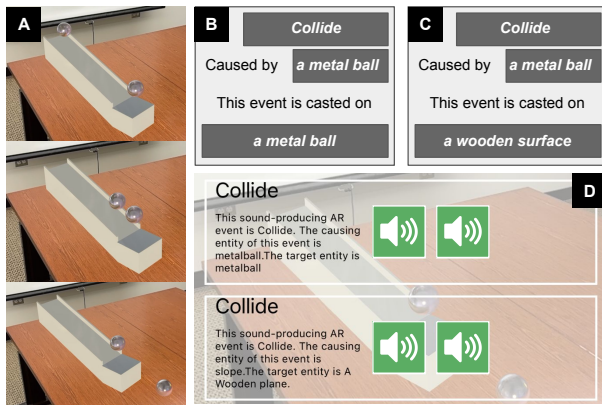 A
B
Collide
Caused by a metal ball
This event is casted on
a metal ball
C
Collide
Caused by a metal ball
This event is casted on
a wooden surface
D
Collide
This sound-producing AR
event is Collide. The causing
entity of this event is
metalball.The target entity is
metalball
Collide
This sound-producing AR
event is Collide. The causing
entity of this event is
slope.The target entity is A
Wooden plane.